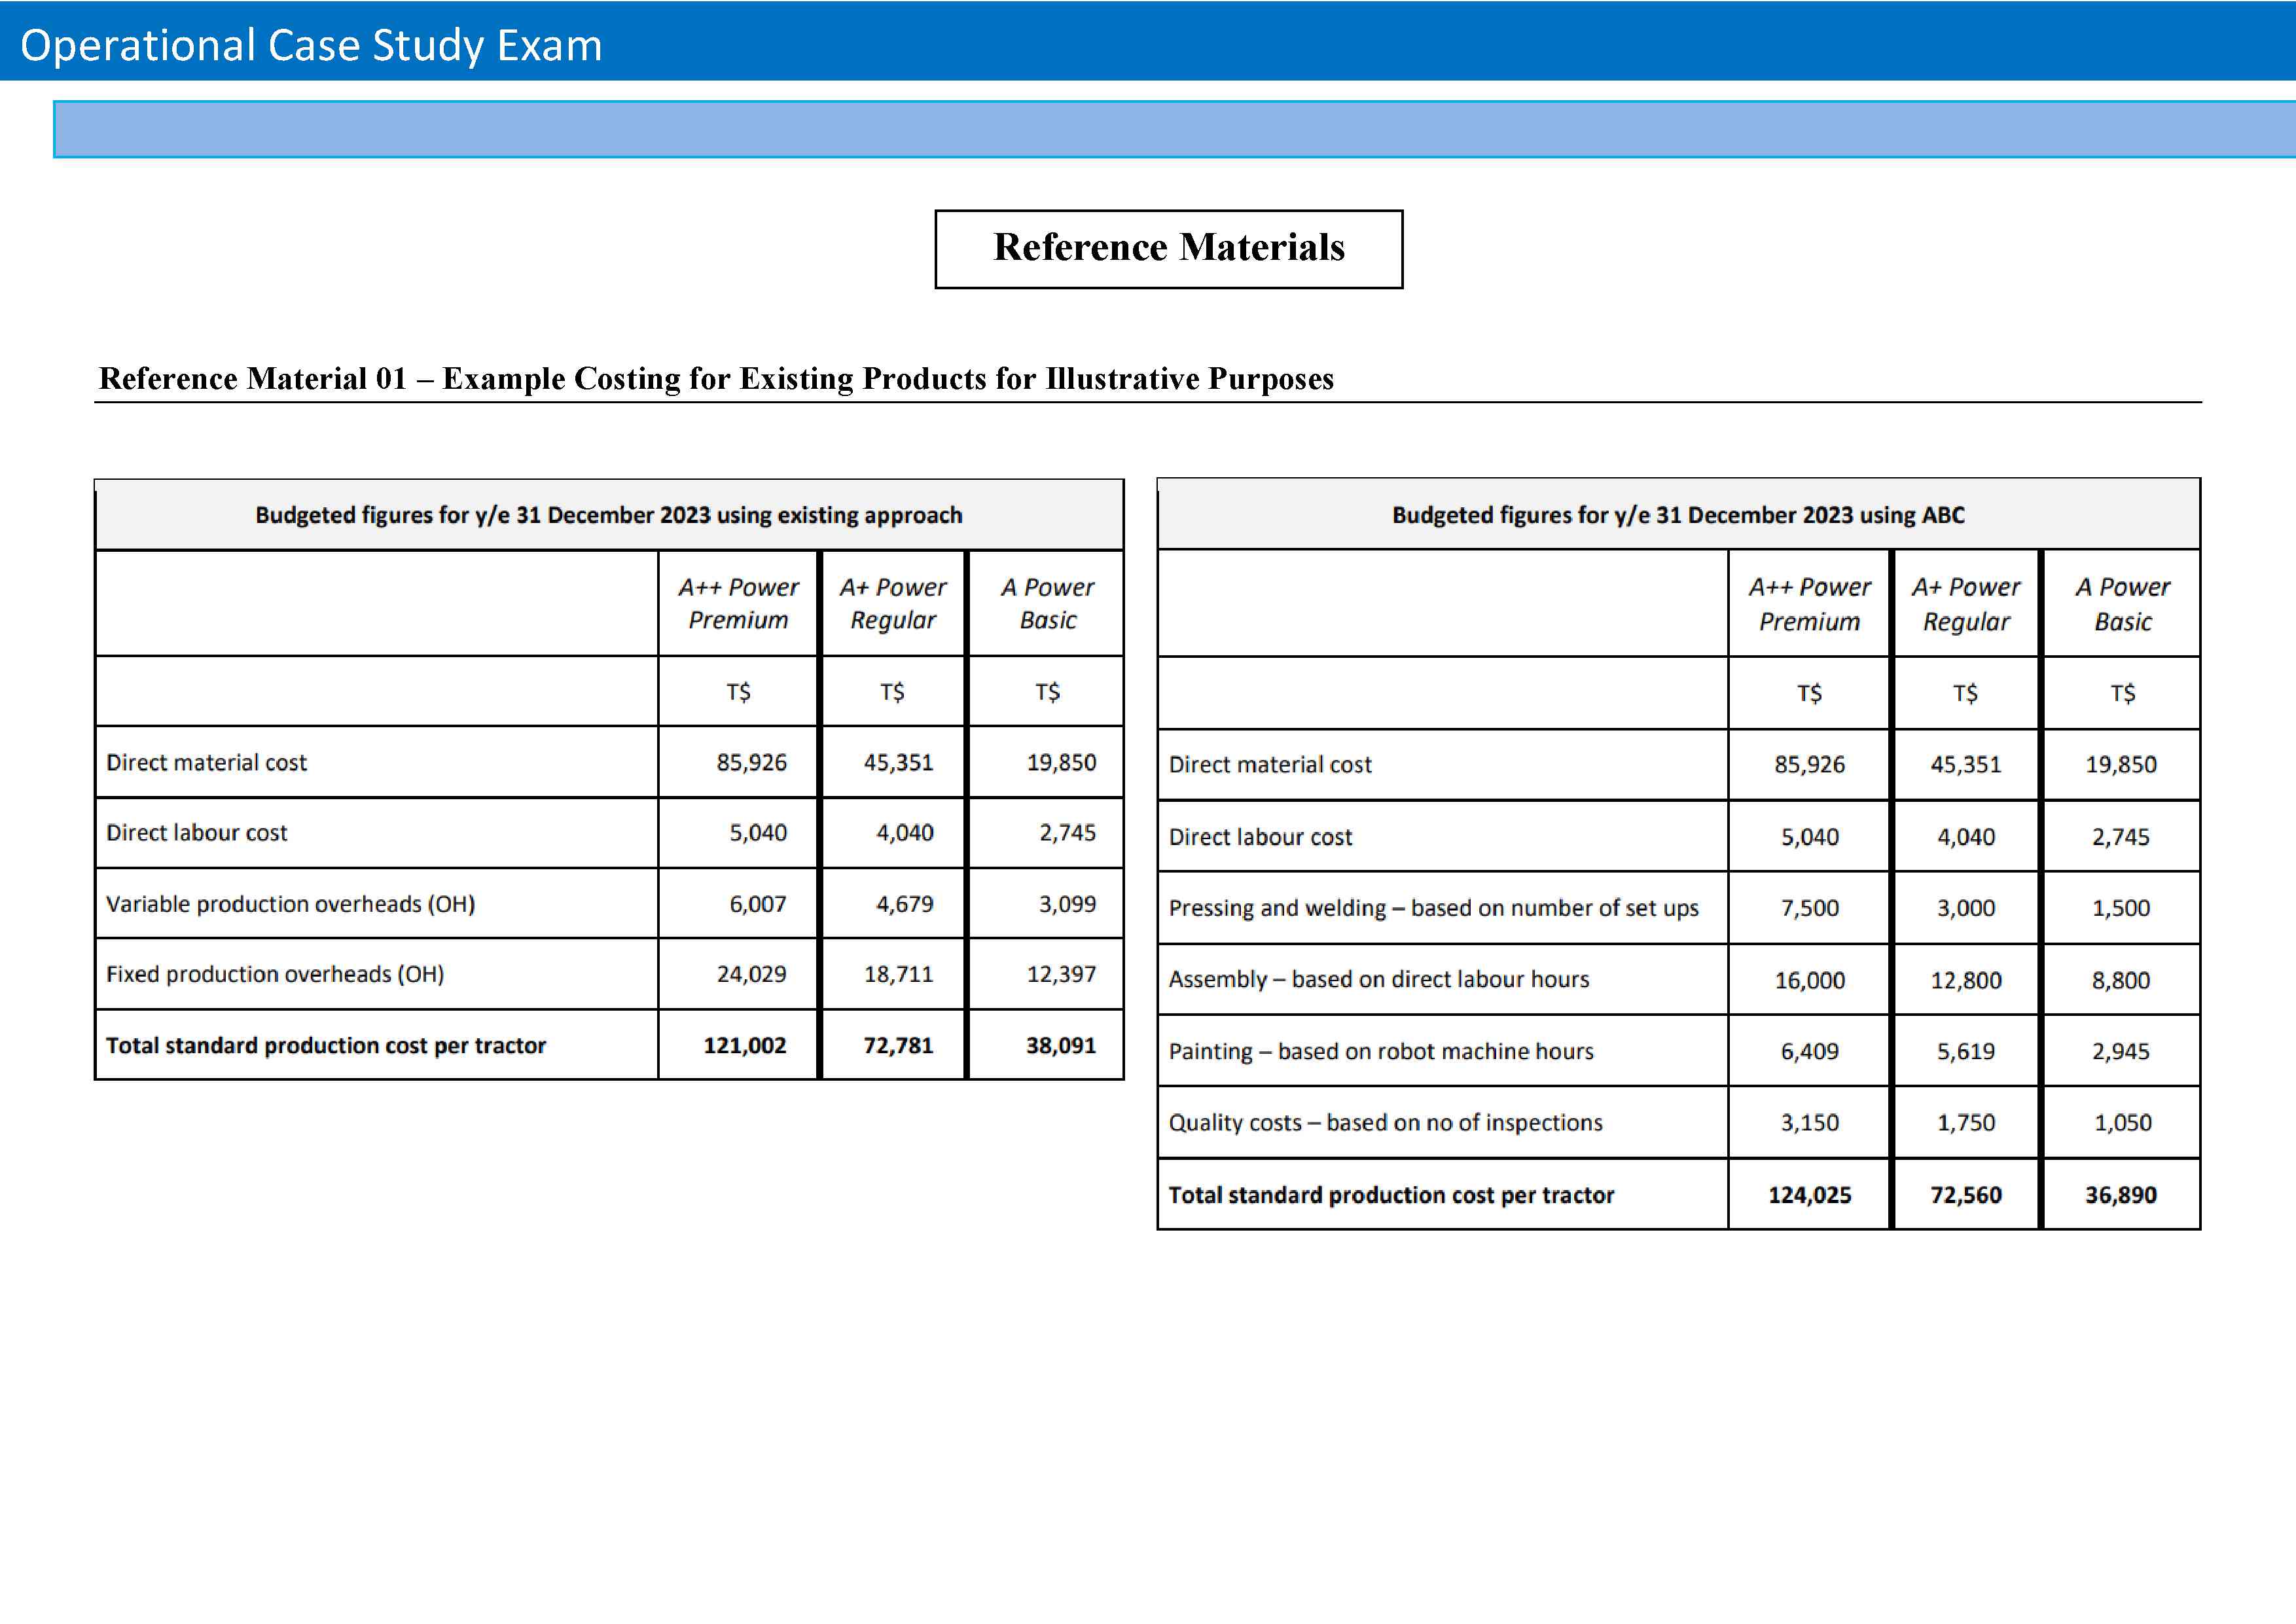 Operational Case Study Exam
Reference Materials
Reference Material 01 – Example Costing for Existing Products for Illustrative Purposes
Budgeted figures for y/e 31 December 2023 using existing approach
A++ Power Premium A+ Power Regular A Power Basic
T$ T$ T$
Direct material cost 85,926 45,351 19,850
Direct labour cost 5,040 4,040 2,745
Variable production overheads (OH) 6,007 4,679 3,099
Fixed production overheads (OH) 24,029 18,711 12,397
Total standard production cost per tractor 121,002 72,781 38,091
Budgeted figures for y/e 31 December 2023 using ABC
A++ Power Premium A+ Power Regular A Power Basic
T$ T$ T$
Direct material cost 85,926 45,351 19,850
Direct labour cost 5,040 4,040 2,745
Pressing and welding – based on number of set ups 7,500 3,000 1,500
Assembly – based on direct labour hours 16,000 12,800 8,800
Painting – based on robot machine hours 6,409 5,619 2,945
Quality costs – based on no of inspections 3,150 1,750 1,050
Total standard production cost per tractor 124,025 72,560 36,890